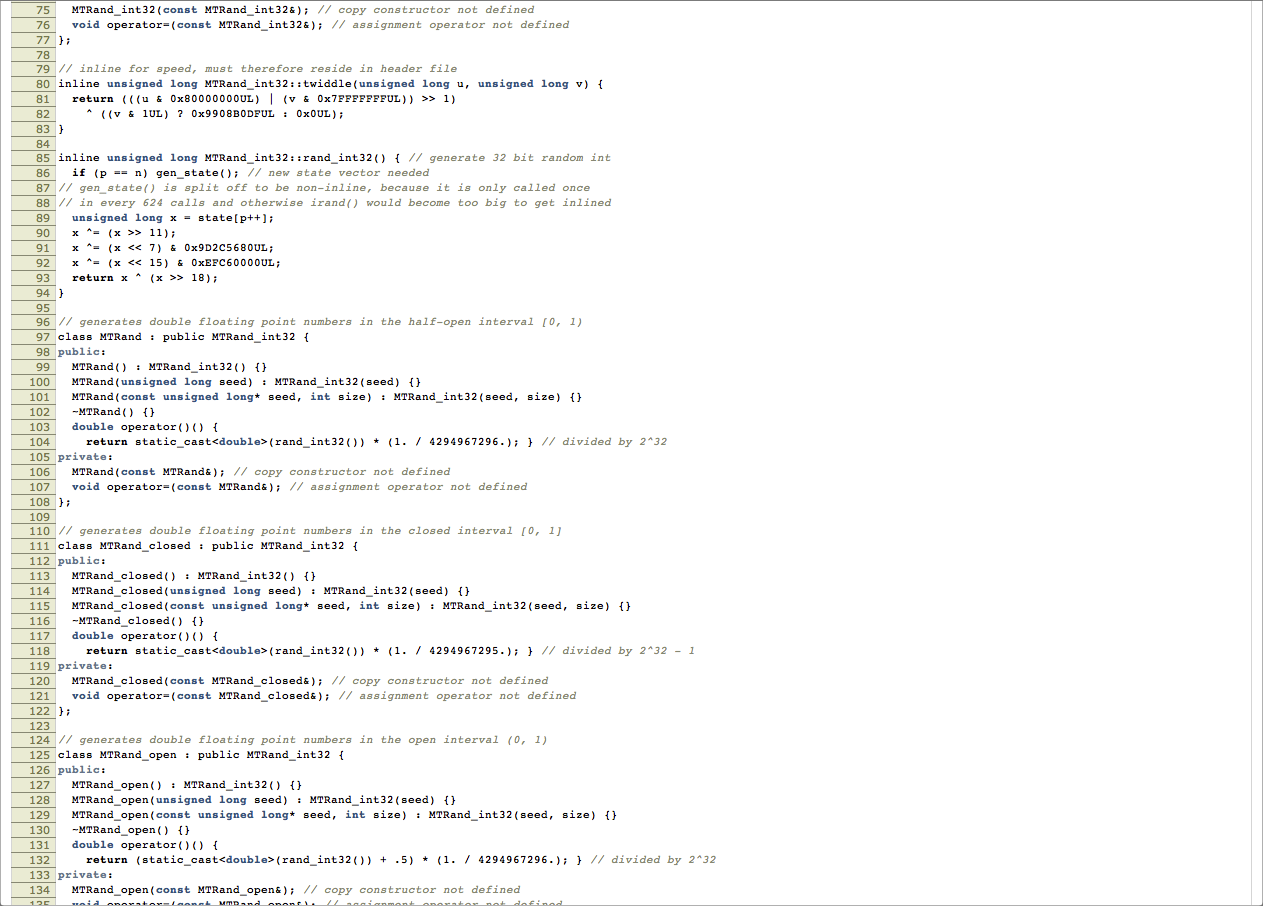 75   MTRand_int32(const MTRand_int32&); // copy constructor not defined
76   void operator=(const MTRand_int32&); // assignment operator not defined
77 };
78
79 // inline for speed, must therefore reside in header file
80 inline unsigned long MTRand_int32::twiddle(unsigned long u, unsigned long v) {
81   return (((u & 0x80000000UL) | (v & 0x7FFFFFFFUL)) >> 1)
82     ^ ((v & 1UL) ? 0x9908B0DFUL : 0x0UL);
83 }
84
85 inline unsigned long MTRand_int32::rand_int32() { // generate 32 bit random int
86   if (p == n) gen_state(); // new state vector needed
87 // gen_state() is split off to be non-inline, because it is only called once
88 // in every 624 calls and otherwise irand() would become too big to get inlined
89   unsigned long x = state[p++];
90   x ^= (x >> 11);
91   x ^= (x << 7) & 0x9D2C5680UL;
92   x ^= (x << 15) & 0xEFC60000UL;
93   return x ^ (x >> 18);
94 }
95
96 // generates double floating point numbers in the half-open interval [0, 1)
97 class MTRand : public MTRand_int32 {
98 public:
99   MTRand() : MTRand_int32() {}
100   MTRand(unsigned long seed) : MTRand_int32(seed) {}
101   MTRand(const unsigned long* seed, int size) : MTRand_int32(seed, size) {}
102   ~MTRand() {}
103   double operator()() {
104     return static_cast<double>(rand_int32()) * (1. / 4294967296.); } // divided by 2^32
105 private:
106   MTRand(const MTRand&); // copy constructor not defined
107   void operator=(const MTRand&); // assignment operator not defined
108 };
109
110 // generates double floating point numbers in the closed interval [0, 1]
111 class MTRand_closed : public MTRand_int32 {
112 public:
113   MTRand_closed() : MTRand_int32() {}
114   MTRand_closed(unsigned long seed) : MTRand_int32(seed) {}
115   MTRand_closed(const unsigned long* seed, int size) : MTRand_int32(seed, size) {}
116   ~MTRand_closed() {}
117   double operator()() {
118     return static_cast<double>(rand_int32()) * (1. / 4294967295.); } // divided by 2^32 - 1
119 private:
120   MTRand_closed(const MTRand_closed&); // copy constructor not defined
121   void operator=(const MTRand_closed&); // assignment operator not defined
122 };
123
124 // generates double floating point numbers in the open interval (0, 1)
125 class MTRand_open : public MTRand_int32 {
126 public:
127   MTRand_open() : MTRand_int32() {}
128   MTRand_open(unsigned long seed) : MTRand_int32(seed) {}
129   MTRand_open(const unsigned long* seed, int size) : MTRand_int32(seed, size) {}
130   ~MTRand_open() {}
131   double operator()() {
132     return (static_cast<double>(rand_int32()) + .5) * (1. / 4294967296.); } // divided by 2^32
133 private:
134   MTRand_open(const MTRand_open&); // copy constructor not defined
135   void operator=(const MTRand_open&); // assignment operator not defined